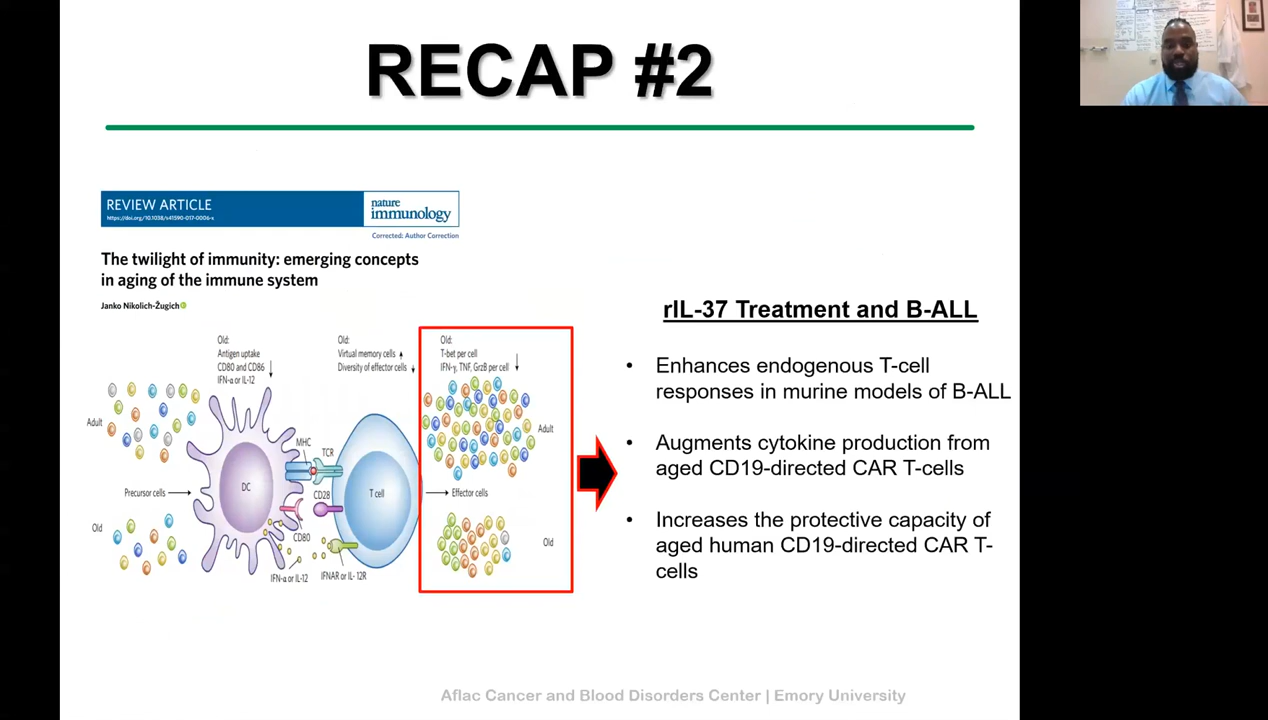 RECAP #2
REVIEW ARTICLE
https://doi.org/10.1038/s41590-017-0006-x
nature
immunology
Corrected: Author Correction
The twilight of immunity: emerging concepts
in aging of the immune system
Janko Nikolich-Žugich
Old:
Antigen uptake
CD80 and CD86
IFN-α or IL-12
Old:
Virtual memory cells
Diversity of effector cells
Old:
T-bet per cell
IFN-γ, TNF, GrzB per cell
Adult
Adult
MHC
TCR
DC
CD28
T cell
Precursor cells
Effector cells
Old
CD80
Old
IFN-α or IL-12
IFNAR or IL-12R
rIL-37 Treatment and B-ALL
• Enhances endogenous T-cell
responses in murine models of B-ALL
• Augments cytokine production from
aged CD19-directed CAR T-cells
• Increases the protective capacity of
aged human CD19-directed CAR T-
cells
Aflac Cancer and Blood Disorders Center | Emory University